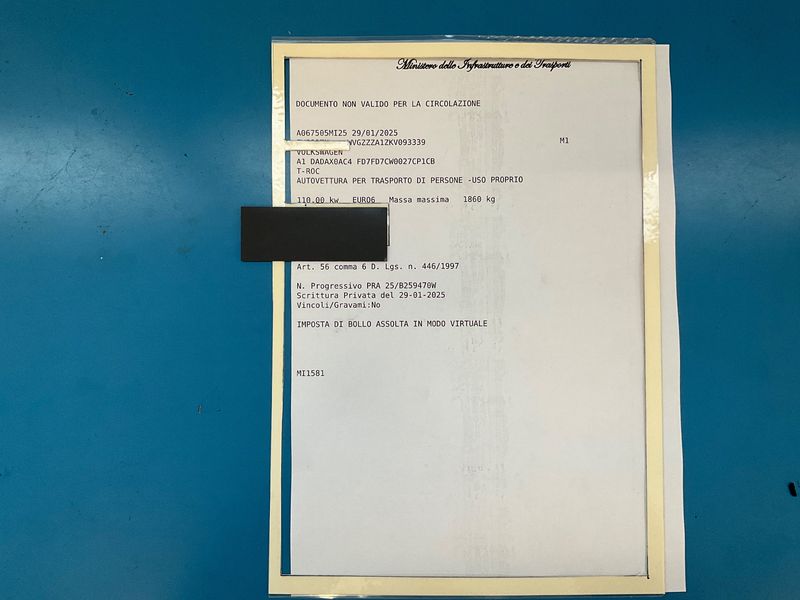 Ministero delle Infrastrutture e dei Trasporti
DOCUMENTO NON VALIDO PER LA CIRCOLAZIONE
A067505MI25 29/01/2025
WVGZZZA1ZKV093339 M1
VOLKSWAGEN
A1 DADAX0AC4 FD7FD7CW0027CP1CB
T-ROC
AUTOVETTURA PER TRASPORTO DI PERSONE -USO PROPRIO
110.00 kw EURO6 Massa massima 1860 kg
Art. 56 comma 6 D. Lgs. n. 446/1997
N. Progressivo PRA 25/B259470W
Scrittura Privata del 29-01-2025
Vincoli/Gravami:No
IMPOSTA DI BOLLO ASSOLTA IN MODO VIRTUALE
MI1581